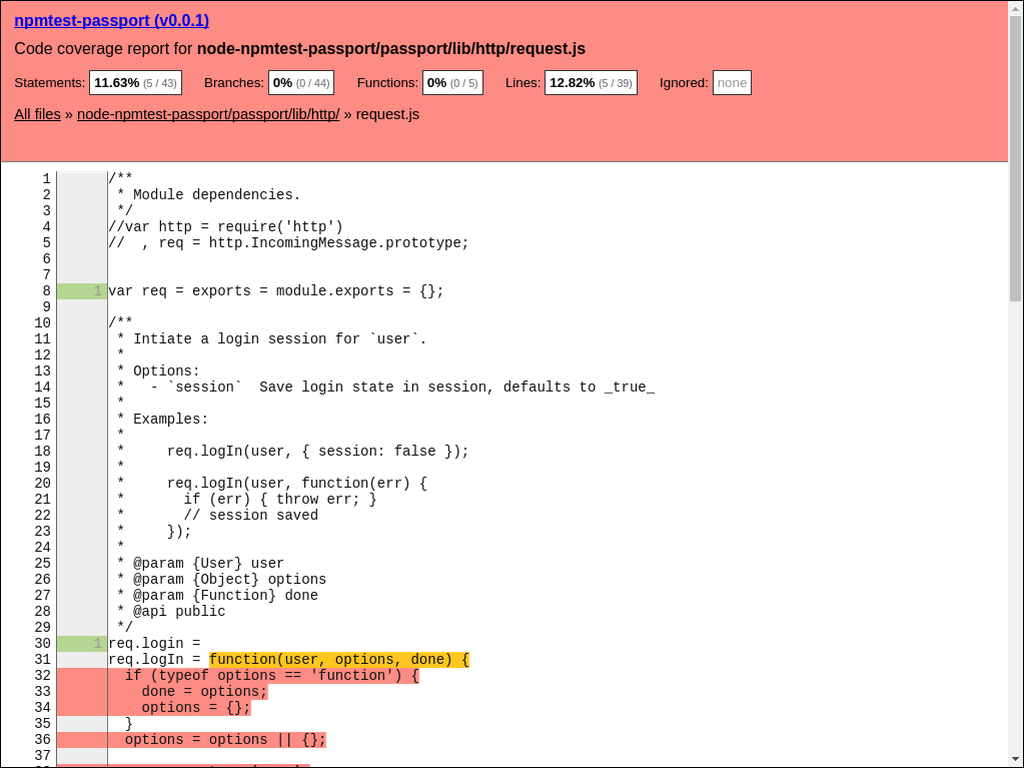 npmtest-passport (v0.0.1)
Code coverage report for node-npmtest-passport/passport/lib/http/request.js
Statements: 11.63% (5 / 43) Branches: 0% (0 / 44) Functions: 0% (0 / 5) Lines: 12.82% (5 / 39) Ignored: none
All files » node-npmtest-passport/passport/lib/http/ » request.js
1 /**
2  * Module dependencies.
3  */
4 //var http = require('http')
5 //  , req = http.IncomingMessage.prototype;
6
7
8 1 var req = exports = module.exports = {};
9
10 /**
11  * Intiate a login session for `user`.
12  *
13  * Options:
14  *   - `session`  Save login state in session, defaults to _true_
15  *
16  * Examples:
17  *
18  *     req.logIn(user, { session: false });
19  *
20  *     req.logIn(user, function(err) {
21  *       if (err) { throw err; }
22  *       // session saved
23  *     });
24  *
25  * @param {User} user
26  * @param {Object} options
27  * @param {Function} done
28  * @api public
29  */
30 1 req.login =
31 req.logIn = function(user, options, done) {
32   if (typeof options == 'function') {
33     done = options;
34     options = {};
35   }
36   options = options || {};
37